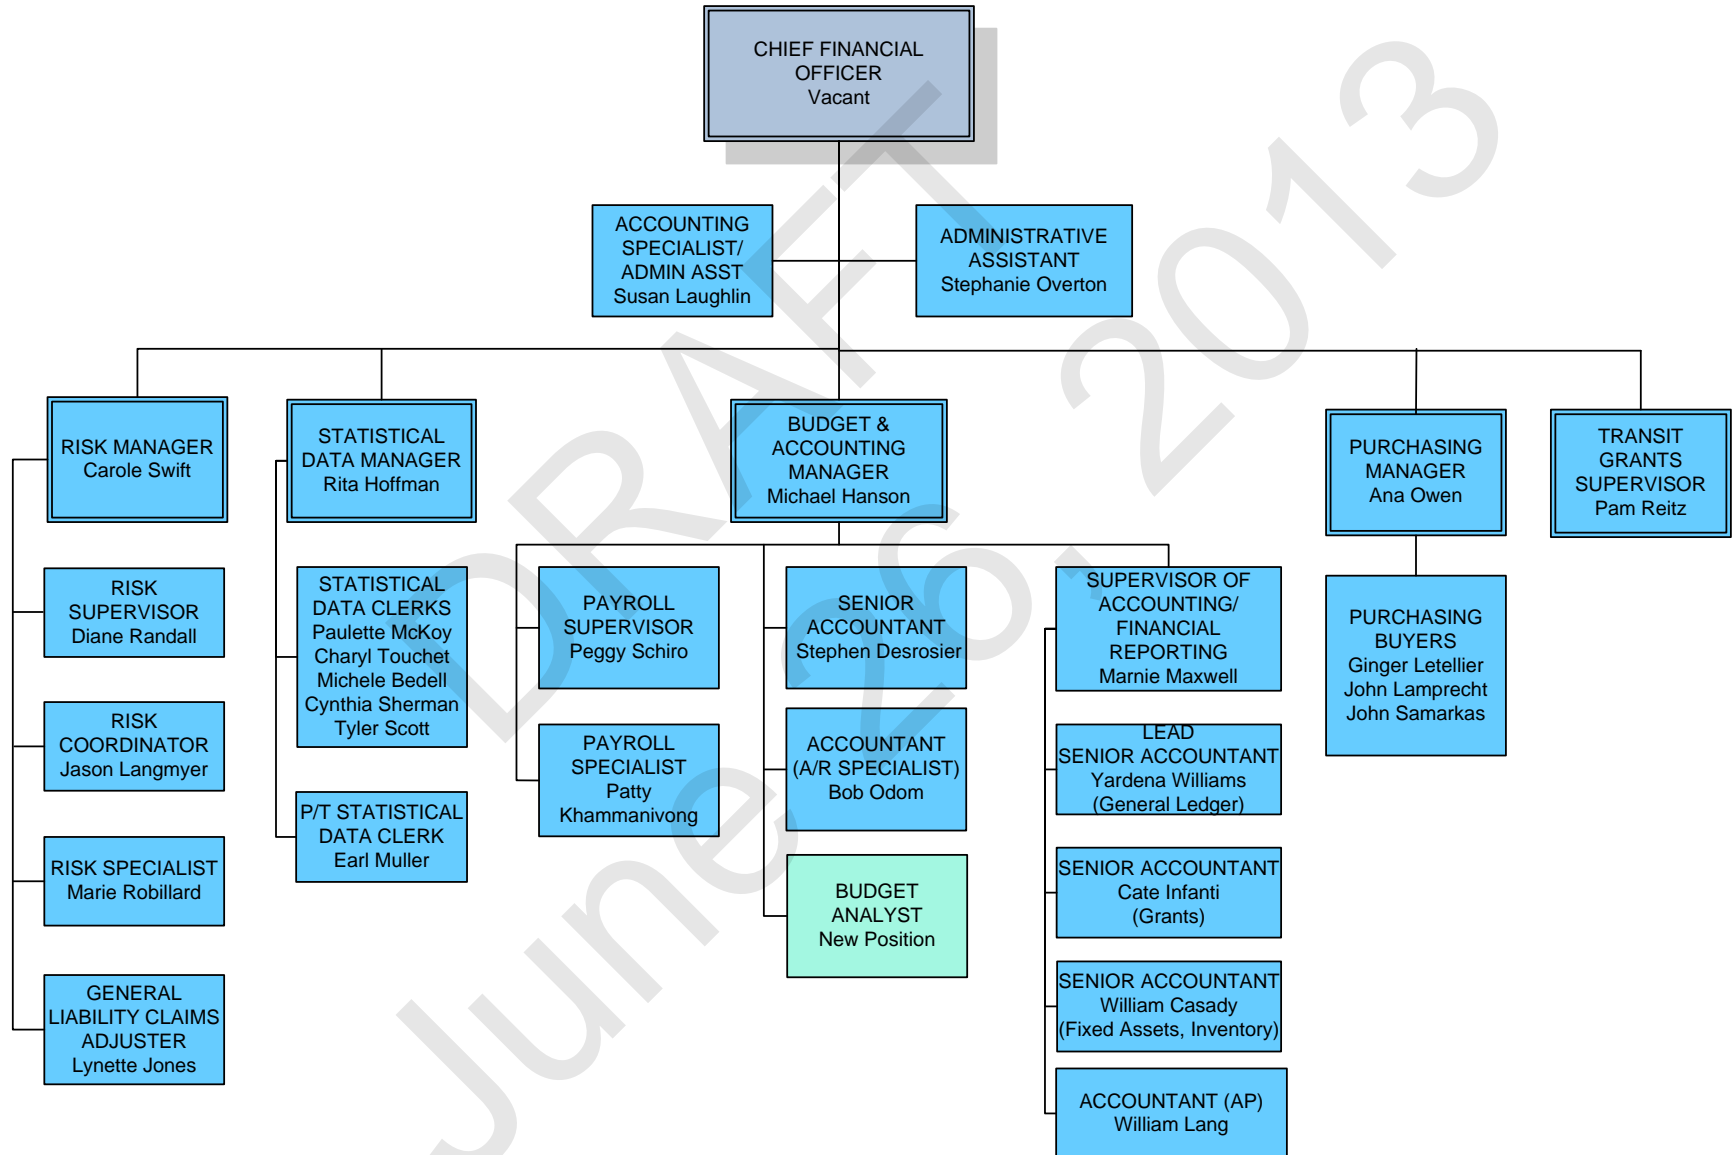 CHIEF FINANCIAL
OFFICER
Vacant
ACCOUNTING
SPECIALIST/
ADMIN ASST
Susan Laughlin
ADMINISTRATIVE
ASSISTANT
Stephanie Overton
RISK MANAGER
Carole Swift
RISK
SUPERVISOR
Diane Randall
RISK
COORDINATOR
Jason Langmyer
RISK SPECIALIST
Marie Robillard
GENERAL
LIABILITY CLAIMS
ADJUSTER
Lynette Jones
STATISTICAL
DATA MANAGER
Rita Hoffman
STATISTICAL
DATA CLERKS
Paulette McKoy
Charyl Touchet
Michele Bedell
Cynthia Sherman
Tyler Scott
P/T STATISTICAL
DATA CLERK
Earl Muller
BUDGET &
ACCOUNTING
MANAGER
Michael Hanson
PAYROLL
SUPERVISOR
Peggy Schiro
PAYROLL
SPECIALIST
Patty
Khammanivong
SENIOR
ACCOUNTANT
Stephen Desrosier
ACCOUNTANT
(A/R SPECIALIST)
Bob Odom
BUDGET
ANALYST
New Position
SUPERVISOR OF
ACCOUNTING/
FINANCIAL
REPORTING
Marnie Maxwell
LEAD
SENIOR ACCOUNTANT
Yardena Williams
(General Ledger)
SENIOR ACCOUNTANT
Cate Infanti
(Grants)
SENIOR ACCOUNTANT
William Casady
(Fixed Assets, Inventory)
ACCOUNTANT (AP)
William Lang
PURCHASING
MANAGER
Ana Owen
PURCHASING
BUYERS
Ginger Letellier
John Lamprecht
John Samarkas
TRANSIT
GRANTS
SUPERVISOR
Pam Reitz
DRAFT
June 26, 2013